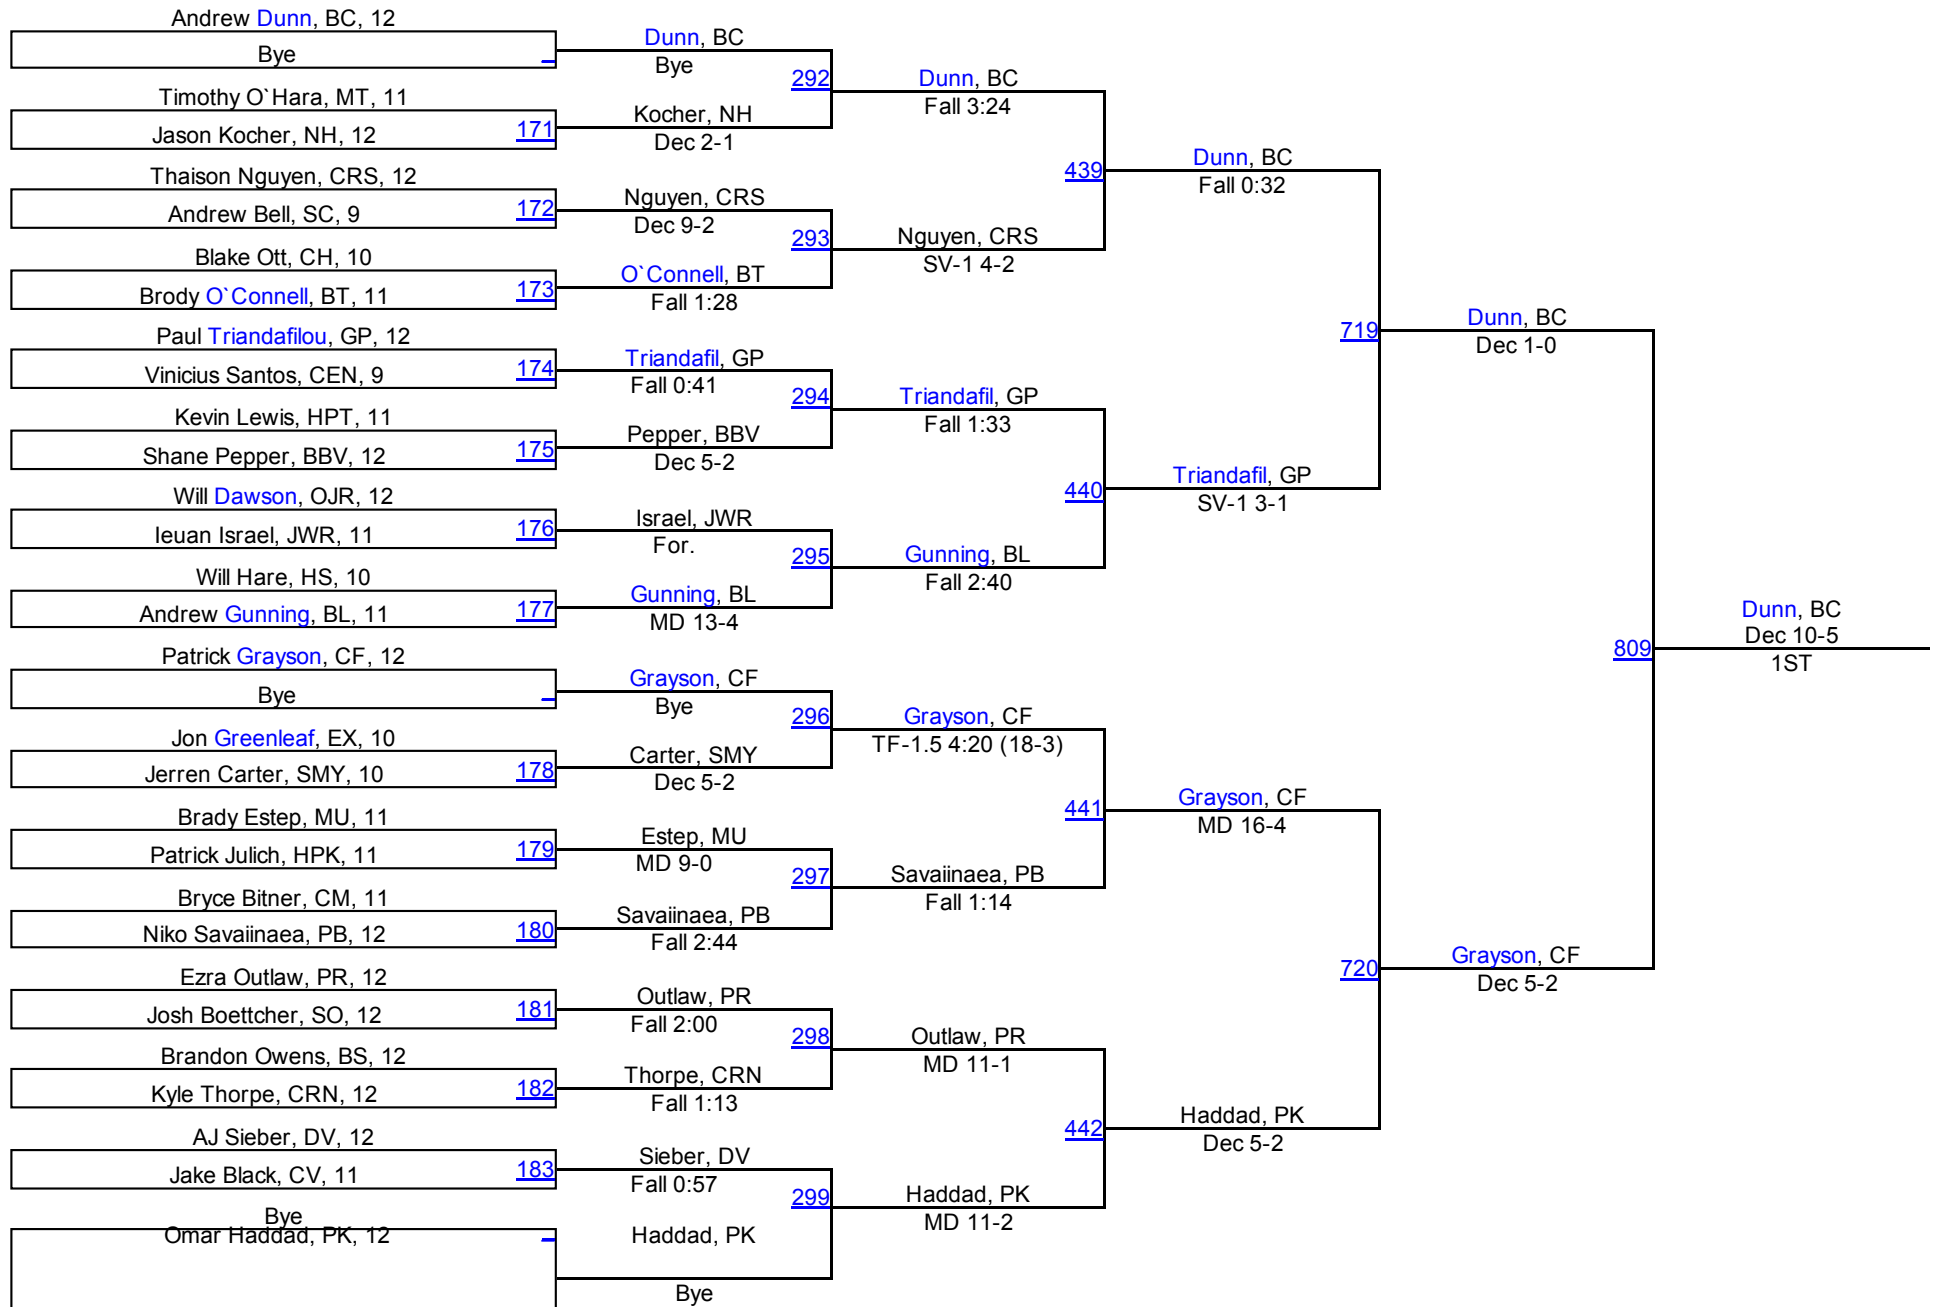 Andrew Dunn, BC, 12
Bye
Timothy O`Hara, MT, 11
Jason Kocher, NH, 12
171
Thaison Nguyen, CRS, 12
Andrew Bell, SC, 9
172
Blake Ott, CH, 10
Brody O`Connell, BT, 11
173
Paul Triandafilou, GP, 12
Vinicius Santos, CEN, 9
174
Kevin Lewis, HPT, 11
Shane Pepper, BBV, 12
175
Will Dawson, OJR, 12
Ieuan Israel, JWR, 11
176
Will Hare, HS, 10
Andrew Gunning, BL, 11
177
Patrick Grayson, CF, 12
Bye
Jon Greenleaf, EX, 10
Jerren Carter, SMY, 10
178
Brady Estep, MU, 11
Patrick Julich, HPK, 11
179
Bryce Bitner, CM, 11
Niko Savaiinaea, PB, 12
180
Ezra Outlaw, PR, 12
Josh Boettcher, SO, 12
181
Brandon Owens, BS, 12
Kyle Thorpe, CRN, 12
182
AJ Sieber, DV, 12
Jake Black, CV, 11
183
Bye
Omar Haddad, PK, 12
Dunn, BC
Bye
292
Kocher, NH
Dec 2-1
Nguyen, CRS
Dec 9-2
293
O`Connell, BT
Fall 1:28
Triandafil, GP
Fall 0:41
294
Pepper, BBV
Dec 5-2
Israel, JWR
For.
295
Gunning, BL
MD 13-4
Grayson, CF
Bye
296
Carter, SMY
Dec 5-2
Estep, MU
MD 9-0
297
Savaiinaea, PB
Fall 2:44
Outlaw, PR
Fall 2:00
298
Thorpe, CRN
Fall 1:13
Sieber, DV
Fall 0:57
299
Haddad, PK
Bye
Dunn, BC
Fall 3:24
439
Nguyen, CRS
SV-1 4-2
Triandafil, GP
Fall 1:33
440
Gunning, BL
Fall 2:40
Grayson, CF
TF-1.5 4:20 (18-3)
441
Savaiinaea, PB
Fall 1:14
Outlaw, PR
MD 11-1
442
Haddad, PK
MD 11-2
Dunn, BC
Fall 0:32
719
Triandafil, GP
SV-1 3-1
Grayson, CF
MD 16-4
720
Haddad, PK
Dec 5-2
Dunn, BC
Dec 1-0
809
Grayson, CF
Dec 5-2
Dunn, BC
Dec 10-5
1ST